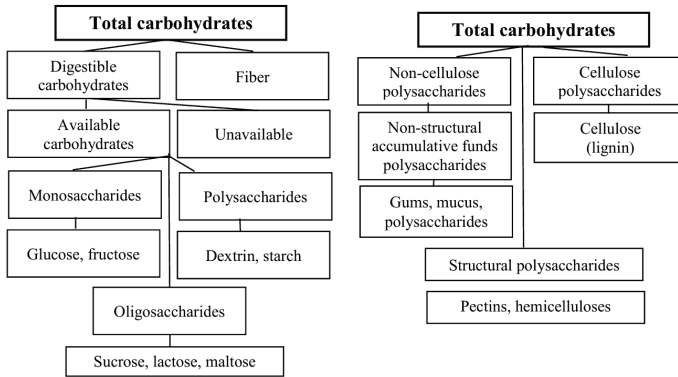 Total carbohydrates
Digestible
carbohydrates
Fiber
Available
carbohydrates
Unavailable
Monosaccharides
Polysaccharides
Glucose, fructose
Dextrin, starch
Oligosaccharides
Sucrose, lactose, maltose
Total carbohydrates
Non-cellulose
polysaccharides
Cellulose
polysaccharides
Non-structural
accumulative funds
polysaccharides
Cellulose
(lignin)
Gums, mucus,
polysaccharides
Structural polysaccharides
Pectins, hemicelluloses